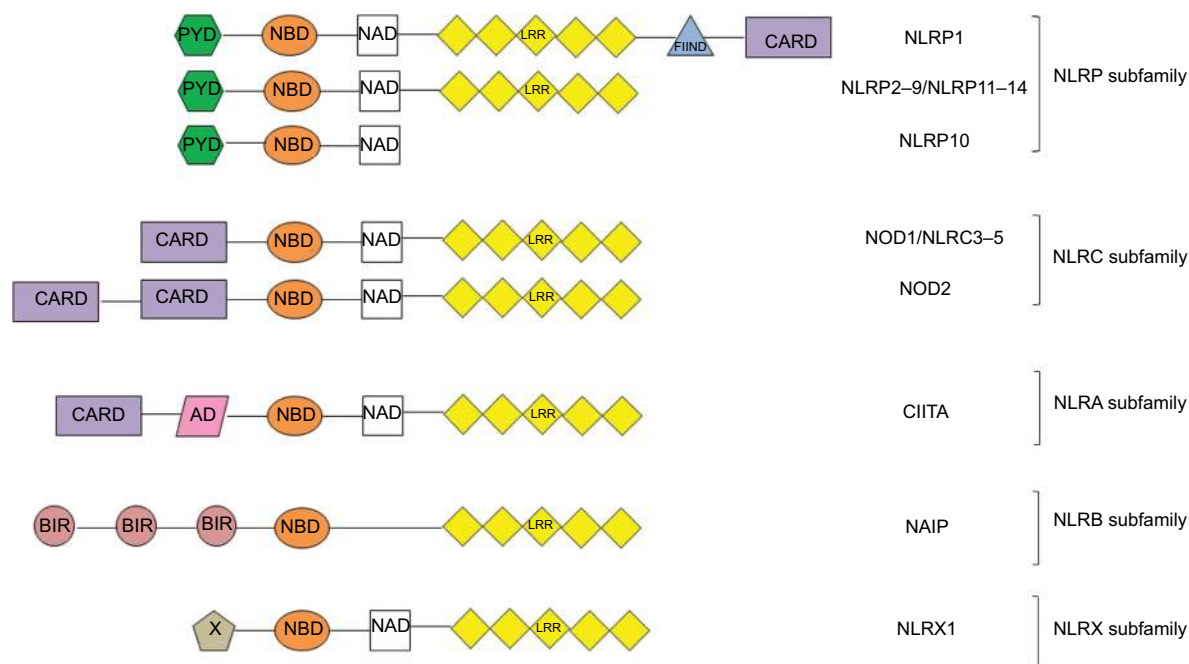 PYD NBD NAD LRR FIIND CARD NLRP1
PYD NBD NAD LRR NLRP2–9/NLRP11–14 NLRP subfamily
PYD NBD NAD NLRP10
CARD NBD NAD LRR NOD1/NLRC3–5
NLRC subfamily
CARD CARD NBD NAD LRR NOD2
CARD AD NBD NAD LRR CIITA NLRA subfamily
BIR BIR BIR NBD LRR NAIP NLRB subfamily
X NBD NAD LRR NLRX1 NLRX subfamily